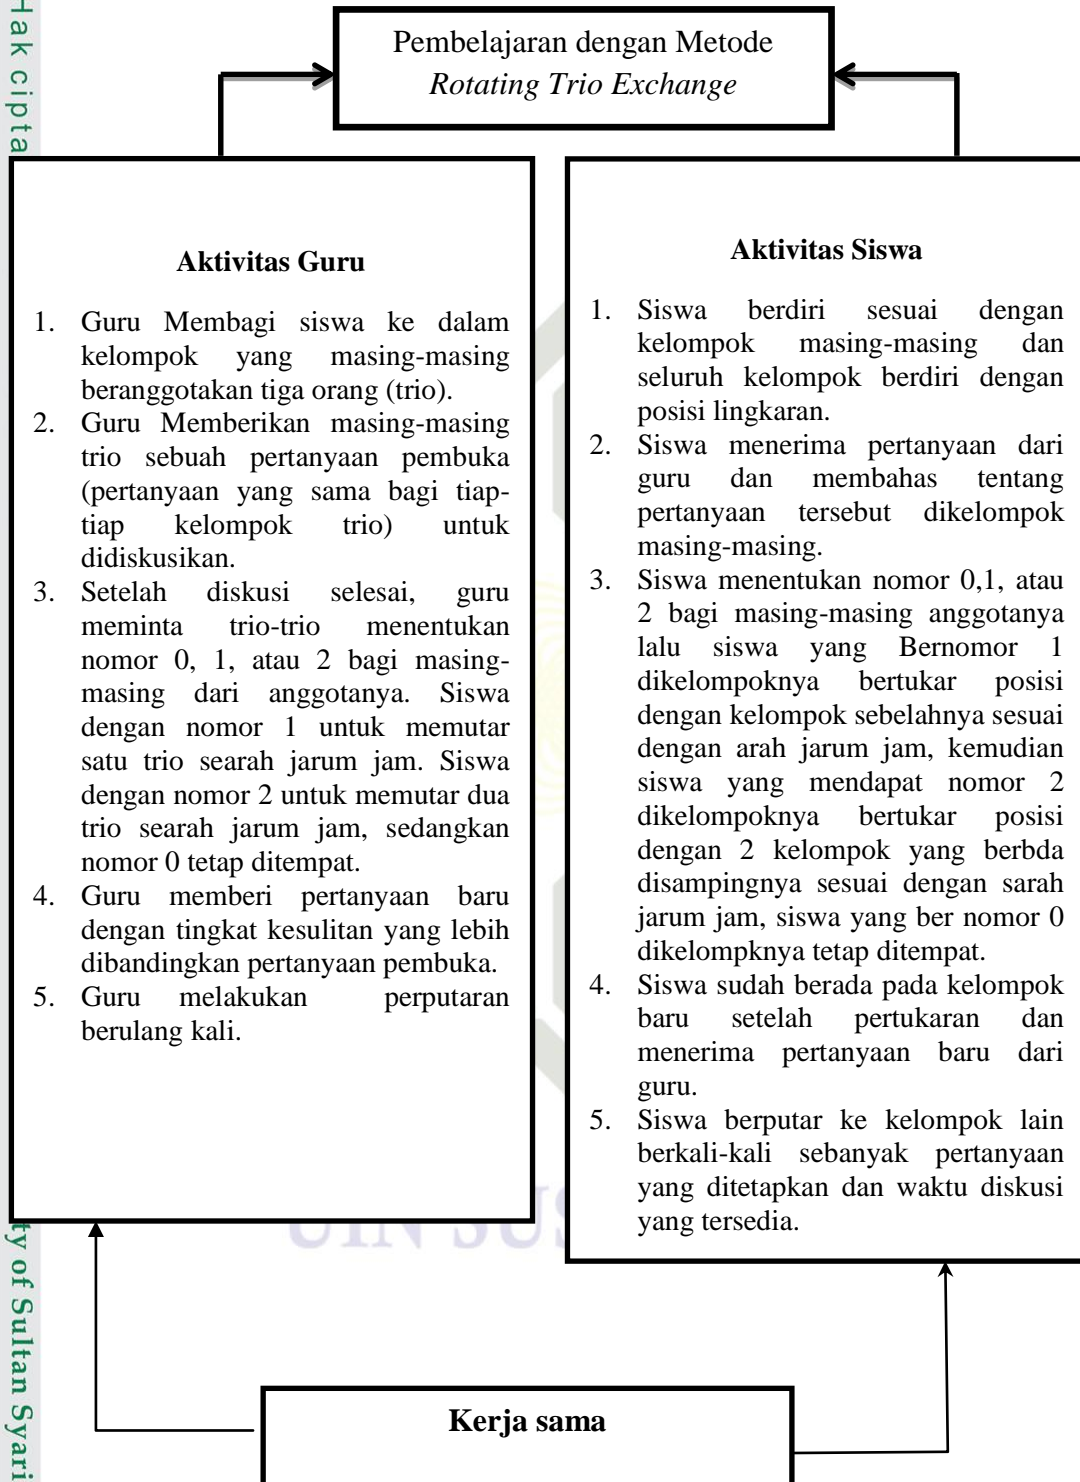 Hak cipta
Pembelajaran dengan Metode
Rotating Trio Exchange
Aktivitas Guru
1. Guru Membagi siswa ke dalam
kelompok yang masing-masing
beranggotakan tiga orang (trio).
2. Guru Memberikan masing-masing
trio sebuah pertanyaan pembuka
(pertanyaan yang sama bagi tiap-
tiap kelompok trio) untuk
didiskusikan.
3. Setelah diskusi selesai, guru
meminta trio-trio menentukan
nomor 0, 1, atau 2 bagi masing-
masing dari anggotanya. Siswa
dengan nomor 1 untuk memutar
satu trio searah jarum jam. Siswa
dengan nomor 2 untuk memutar dua
trio searah jarum jam, sedangkan
nomor 0 tetap ditempat.
4. Guru memberi pertanyaan baru
dengan tingkat kesulitan yang lebih
dibandingkan pertanyaan pembuka.
5. Guru melakukan perputaran
berulang kali.
Aktivitas Siswa
1. Siswa berdiri sesuai dengan
kelompok masing-masing dan
seluruh kelompok berdiri dengan
posisi lingkaran.
2. Siswa menerima pertanyaan dari
guru dan membahas tentang
pertanyaan tersebut dikelompok
masing-masing.
3. Siswa menentukan nomor 0,1, atau
2 bagi masing-masing anggotanya
lalu siswa yang Bernomor 1
dikelompoknya bertukar posisi
dengan kelompok sebelahnya sesuai
dengan arah jarum jam, kemudian
siswa yang mendapat nomor 2
dikelompoknya bertukar posisi
dengan 2 kelompok yang berbda
disampingnya sesuai dengan sarah
jarum jam, siswa yang ber nomor 0
dikelompknya tetap ditempat.
4. Siswa sudah berada pada kelompok
baru setelah pertukaran dan
menerima pertanyaan baru dari
guru.
5. Siswa berputar ke kelompok lain
berkali-kali sebanyak pertanyaan
yang ditetapkan dan waktu diskusi
yang tersedia.
UIN SUS
ty of Sultan Syari
Kerja sama